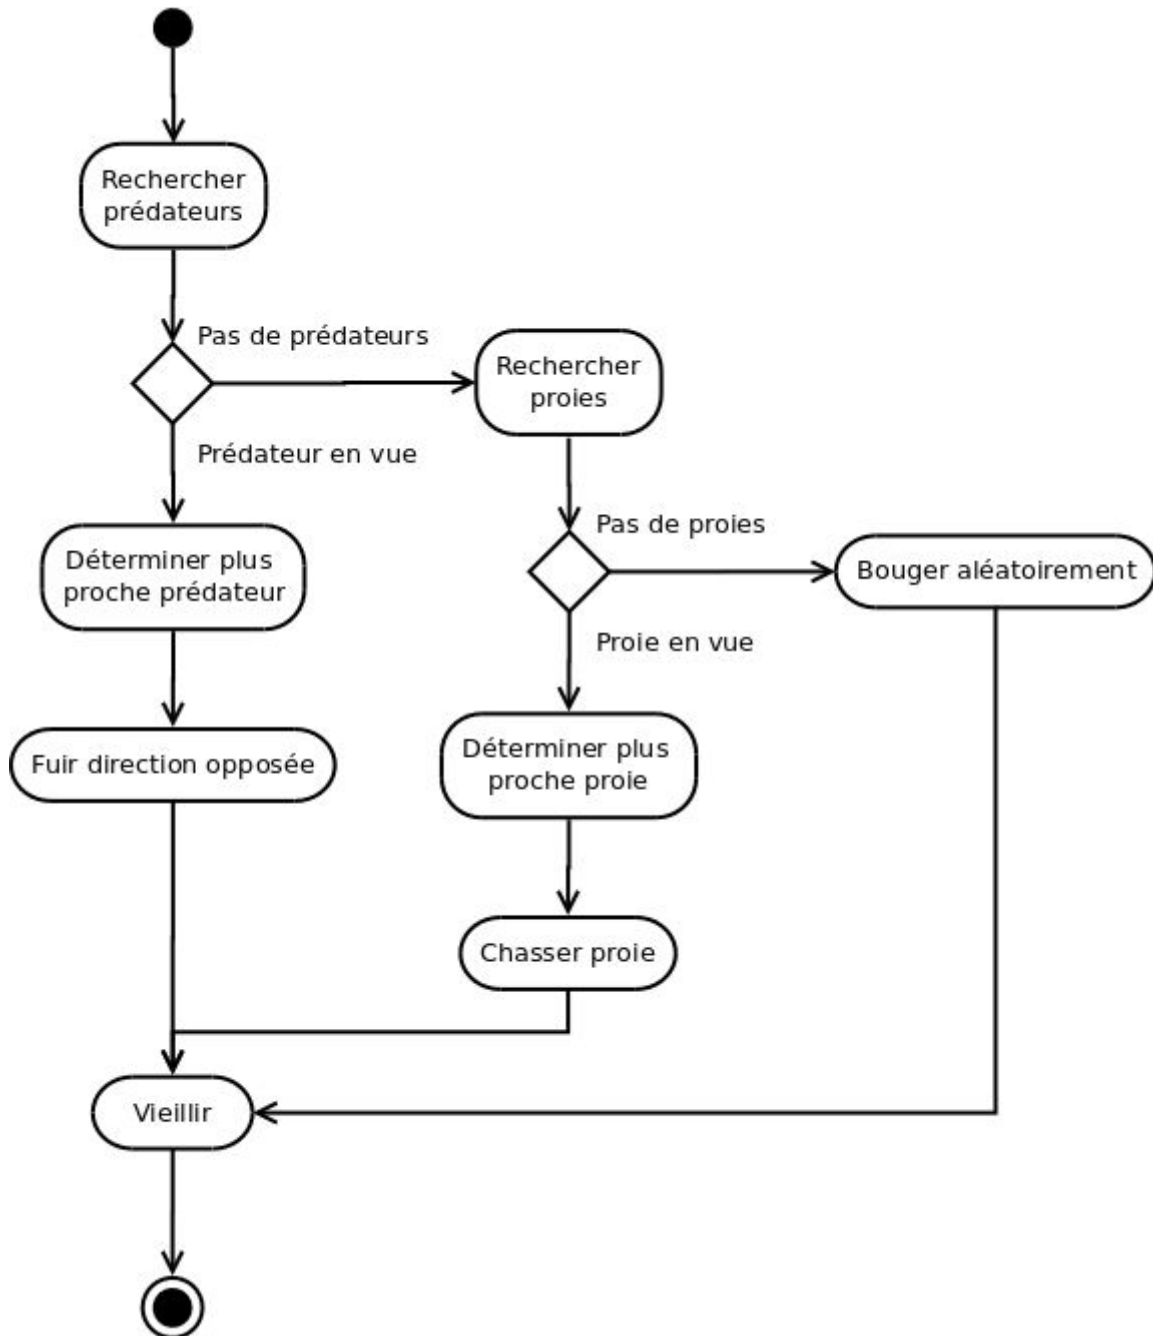 Rechercher
prédateurs
Pas de prédateurs
Rechercher
proies
Prédateur en vue
Pas de proies
Déterminer plus
proche prédateur
Bouger aléatoirement
Proie en vue
Fuir direction opposée
Déterminer plus
proche proie
Chasser proie
Vieillir